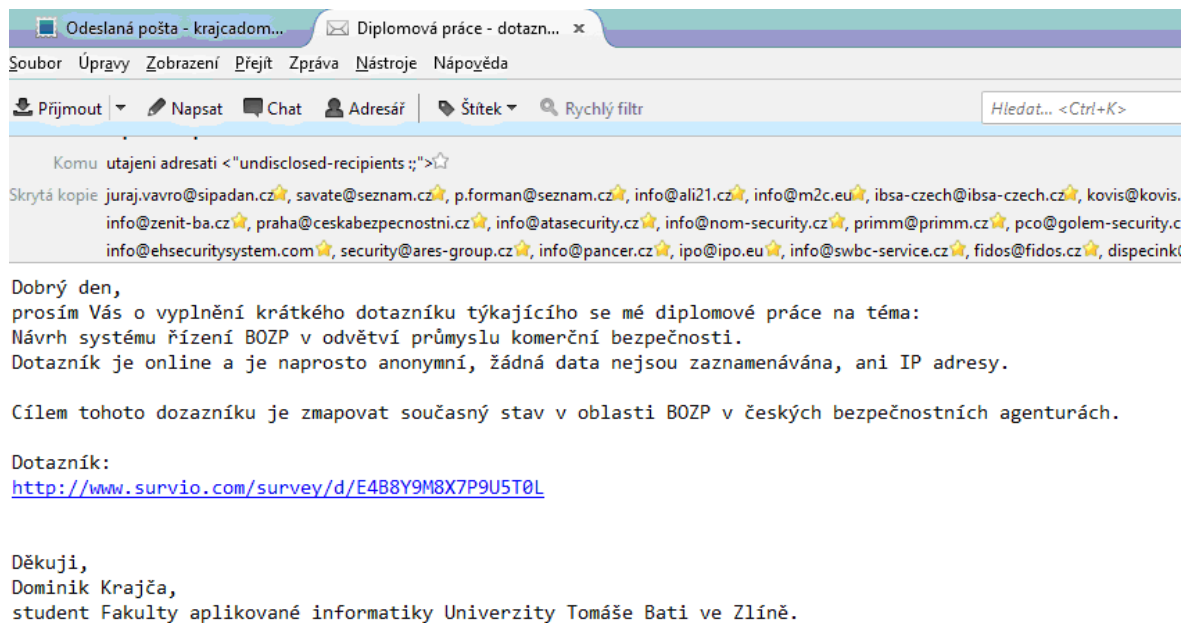 Odeslaná pošta - krajcadom... Diplomová práce - dotazn... x
Soubor Úpravy Zobrazení Přejít Zpráva Nástroje Nápověda
Přijmout Napsat Chat Adresář Štítek Rychlý filtr Hledat... <Ctrl+K>
Komu utajeni adresati <"undisclosed-recipients :;">
Skrytá kopie juraj.vavro@sipadan.cz, savate@seznam.cz, p.forman@seznam.cz, info@ali21.cz, info@m2c.eu, ibsa-czech@ibsa-czech.cz, kovis@kovis.
info@zenit-ba.cz, praha@ceskabezpecnostni.cz, info@atasecurity.cz, info@nom-security.cz, primm@primm.cz, pco@golem-security.c
info@ehsecuritysystem.com, security@ares-group.cz, info@pancer.cz, ipo@ipo.eu, info@swbc-service.cz, fidos@fidos.cz, dispecink@
Dobrý den,
prosím Vás o vyplnění krátkého dotazníku týkajícího se mé diplomové práce na téma:
Návrh systému řízení BOZP v odvětví průmyslu komerční bezpečnosti.
Dotazník je online a je naprosto anonymní, žádná data nejsou zaznamenávána, ani IP adresy.
Cílem tohoto dozazníku je zmapovat současný stav v oblasti BOZP v českých bezpečnostních agenturách.
Dotazník:
http://www.survio.com/survey/d/E4B8Y9M8X7P9U5T0L
Děkuji,
Dominik Krajča,
student Fakulty aplikované informatiky Univerzity Tomáše Bati ve Zlíně.